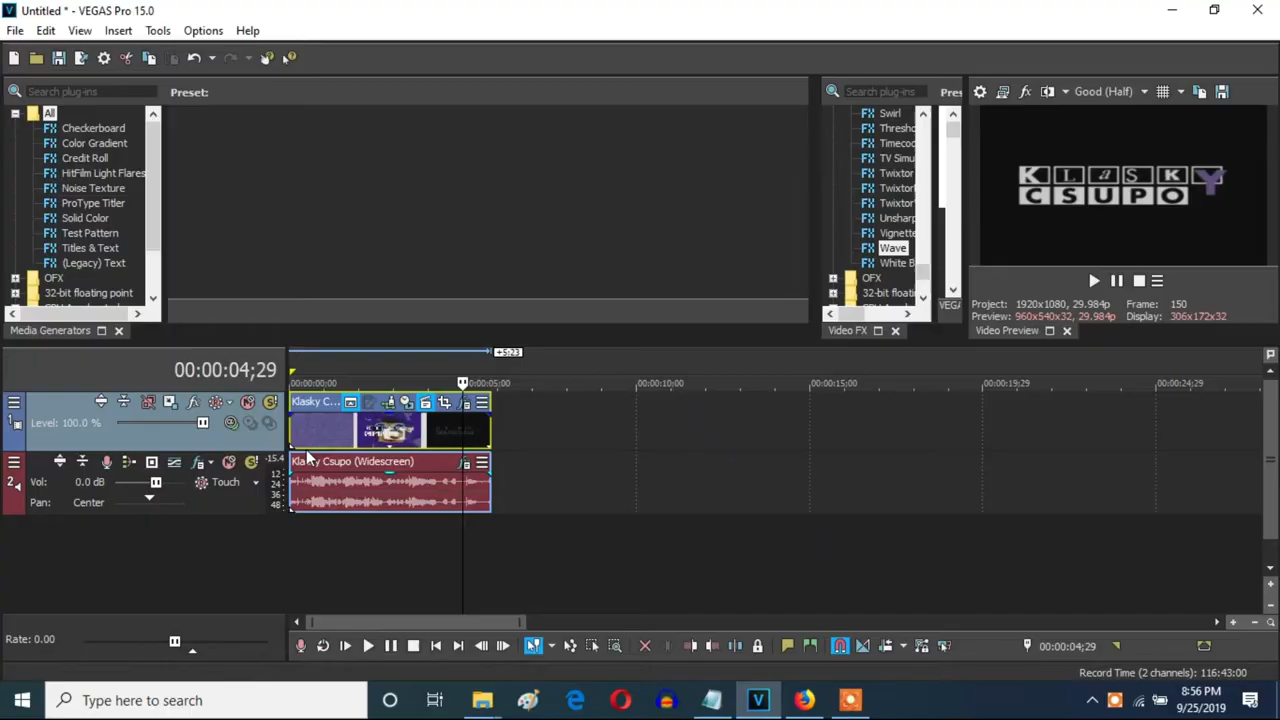 Untitled * - VEGAS Pro 15.0
File Edit View Insert Tools Options Help
Search plug-ins
Preset:
All
Checkerboard
Color Gradient
Credit Roll
HitFilm Light Flares
Noise Texture
ProType Titler
Solid Color
Test Pattern
Titles & Text
(Legacy) Text
OFX
32-bit floating point
Media Generators
Search plug-ins
Pres
Swirl
Thresho
Timecod
TV Simu
Twixtor
Twixtor
Twixtor
Unsharp
Vignette
Wave
White B
OFX
32-bit floati
VEGA
Video FX
Good (Half)
KLaSKY
CSUPO
Project: 1920x1080, 29.984p
Frame: 150
Preview: 960x540x32, 29.984p
Display: 306x172x32
Video Preview
00:00:04;29
+5:23
00:00:00;00
00:00:05;00
00:00:10;00
00:00:15;00
00:00:19;29
00:00:24;29
1
Level: 100.0 %
Klasky C...
2
Vol: 0.0 dB
Touch
Pan: Center
-15.4
12
24
36
48
Klasky Csupo (Widescreen)
Rate: 0.00
00:00:04;29
Record Time (2 channels): 116:43:00
Type here to search
8:56 PM
9/25/2019